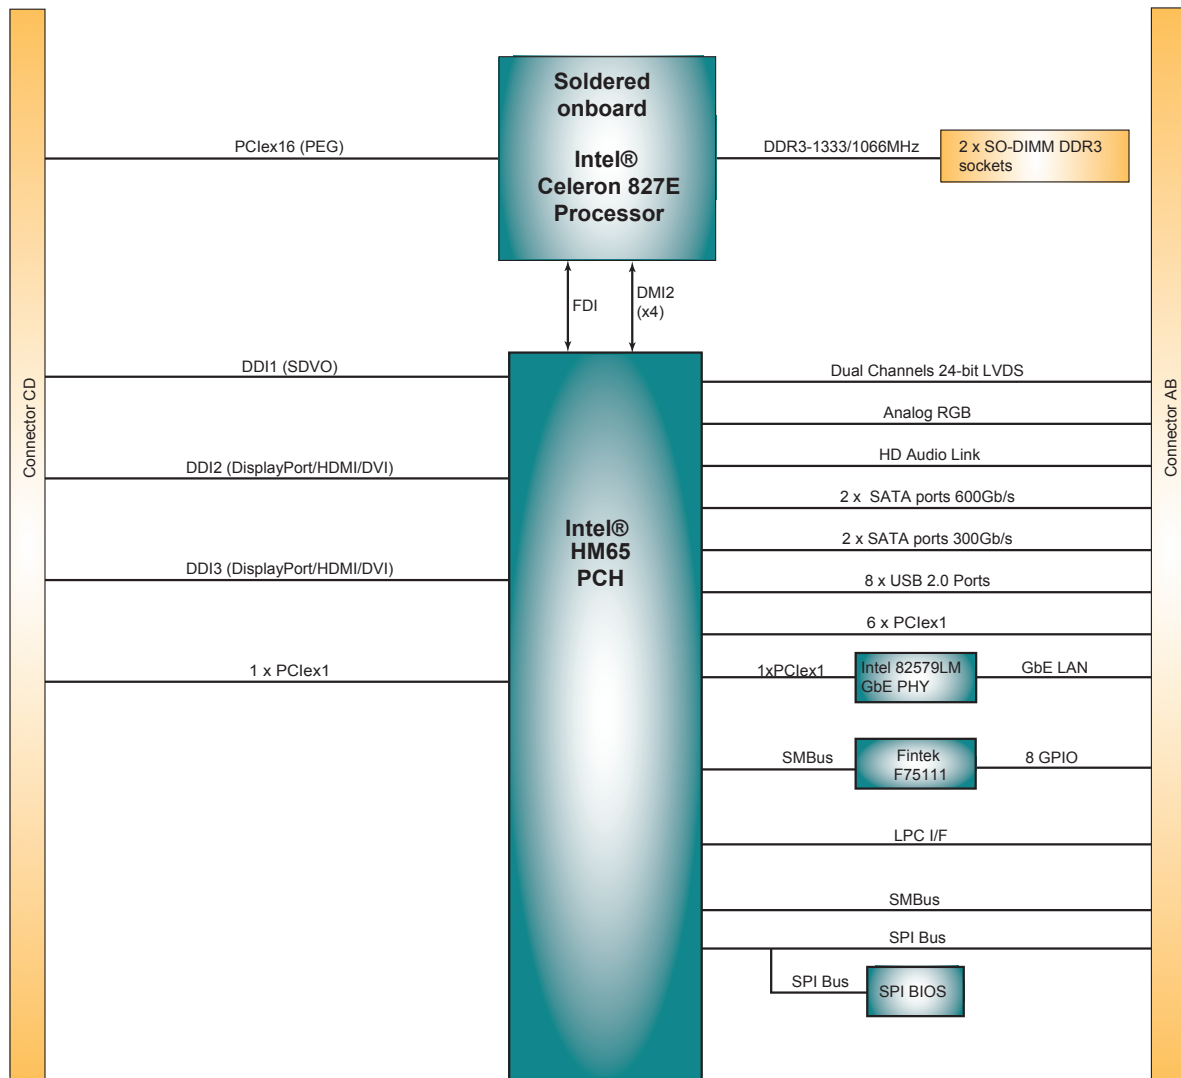 Soldered
onboard
Intel®
Celeron 827E
Processor
PCIex16 (PEG)
DDR3-1333/1066MHz
2 x SO-DIMM DDR3
sockets
FDI
DMI2
(x4)
Connector CD
Connector AB
DDI1 (SDVO)
DDI2 (DisplayPort/HDMI/DVI)
DDI3 (DisplayPort/HDMI/DVI)
1 x PCIex1
Intel®
HM65
PCH
Dual Channels 24-bit LVDS
Analog RGB
HD Audio Link
2 x SATA ports 600Gb/s
2 x SATA ports 300Gb/s
8 x USB 2.0 Ports
6 x PCIex1
1xPCIex1
Intel 82579LM
GbE PHY
GbE LAN
SMBus
Fintek
F75111
8 GPIO
LPC I/F
SMBus
SPI Bus
SPI Bus
SPI BIOS